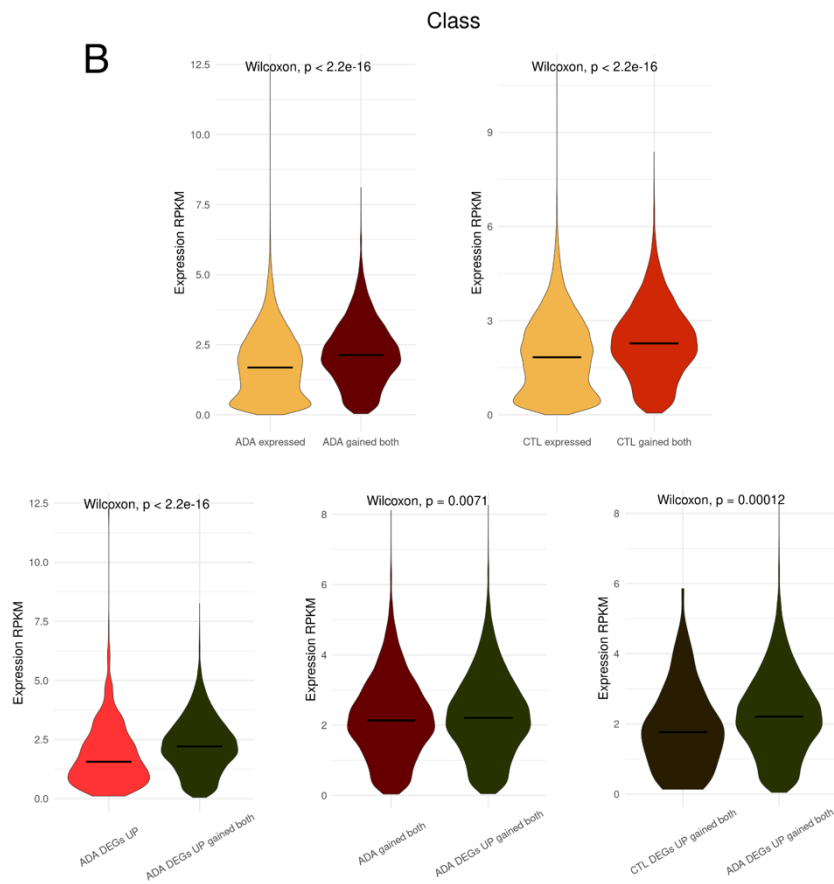 Class
B
Wilcoxon, p < 2.2e-16
Expression RPKM
12.5
10.0
7.5
5.0
2.5
0.0
ADA expressed
ADA gained both
Wilcoxon, p < 2.2e-16
Expression RPKM
9
6
3
0
CTL expressed
CTL gained both
Wilcoxon, p < 2.2e-16
Expression RPKM
12.5
10.0
7.5
5.0
2.5
0.0
ADA DEGs UP
ADA DEGs UP gained both
Wilcoxon, p = 0.0071
Expression RPKM
8
6
4
2
0
ADA gained both
ADA DEGs UP gained both
Wilcoxon, p = 0.00012
Expression RPKM
8
6
4
2
0
CTL DEGs UP gained both
ADA DEGs UP gained both